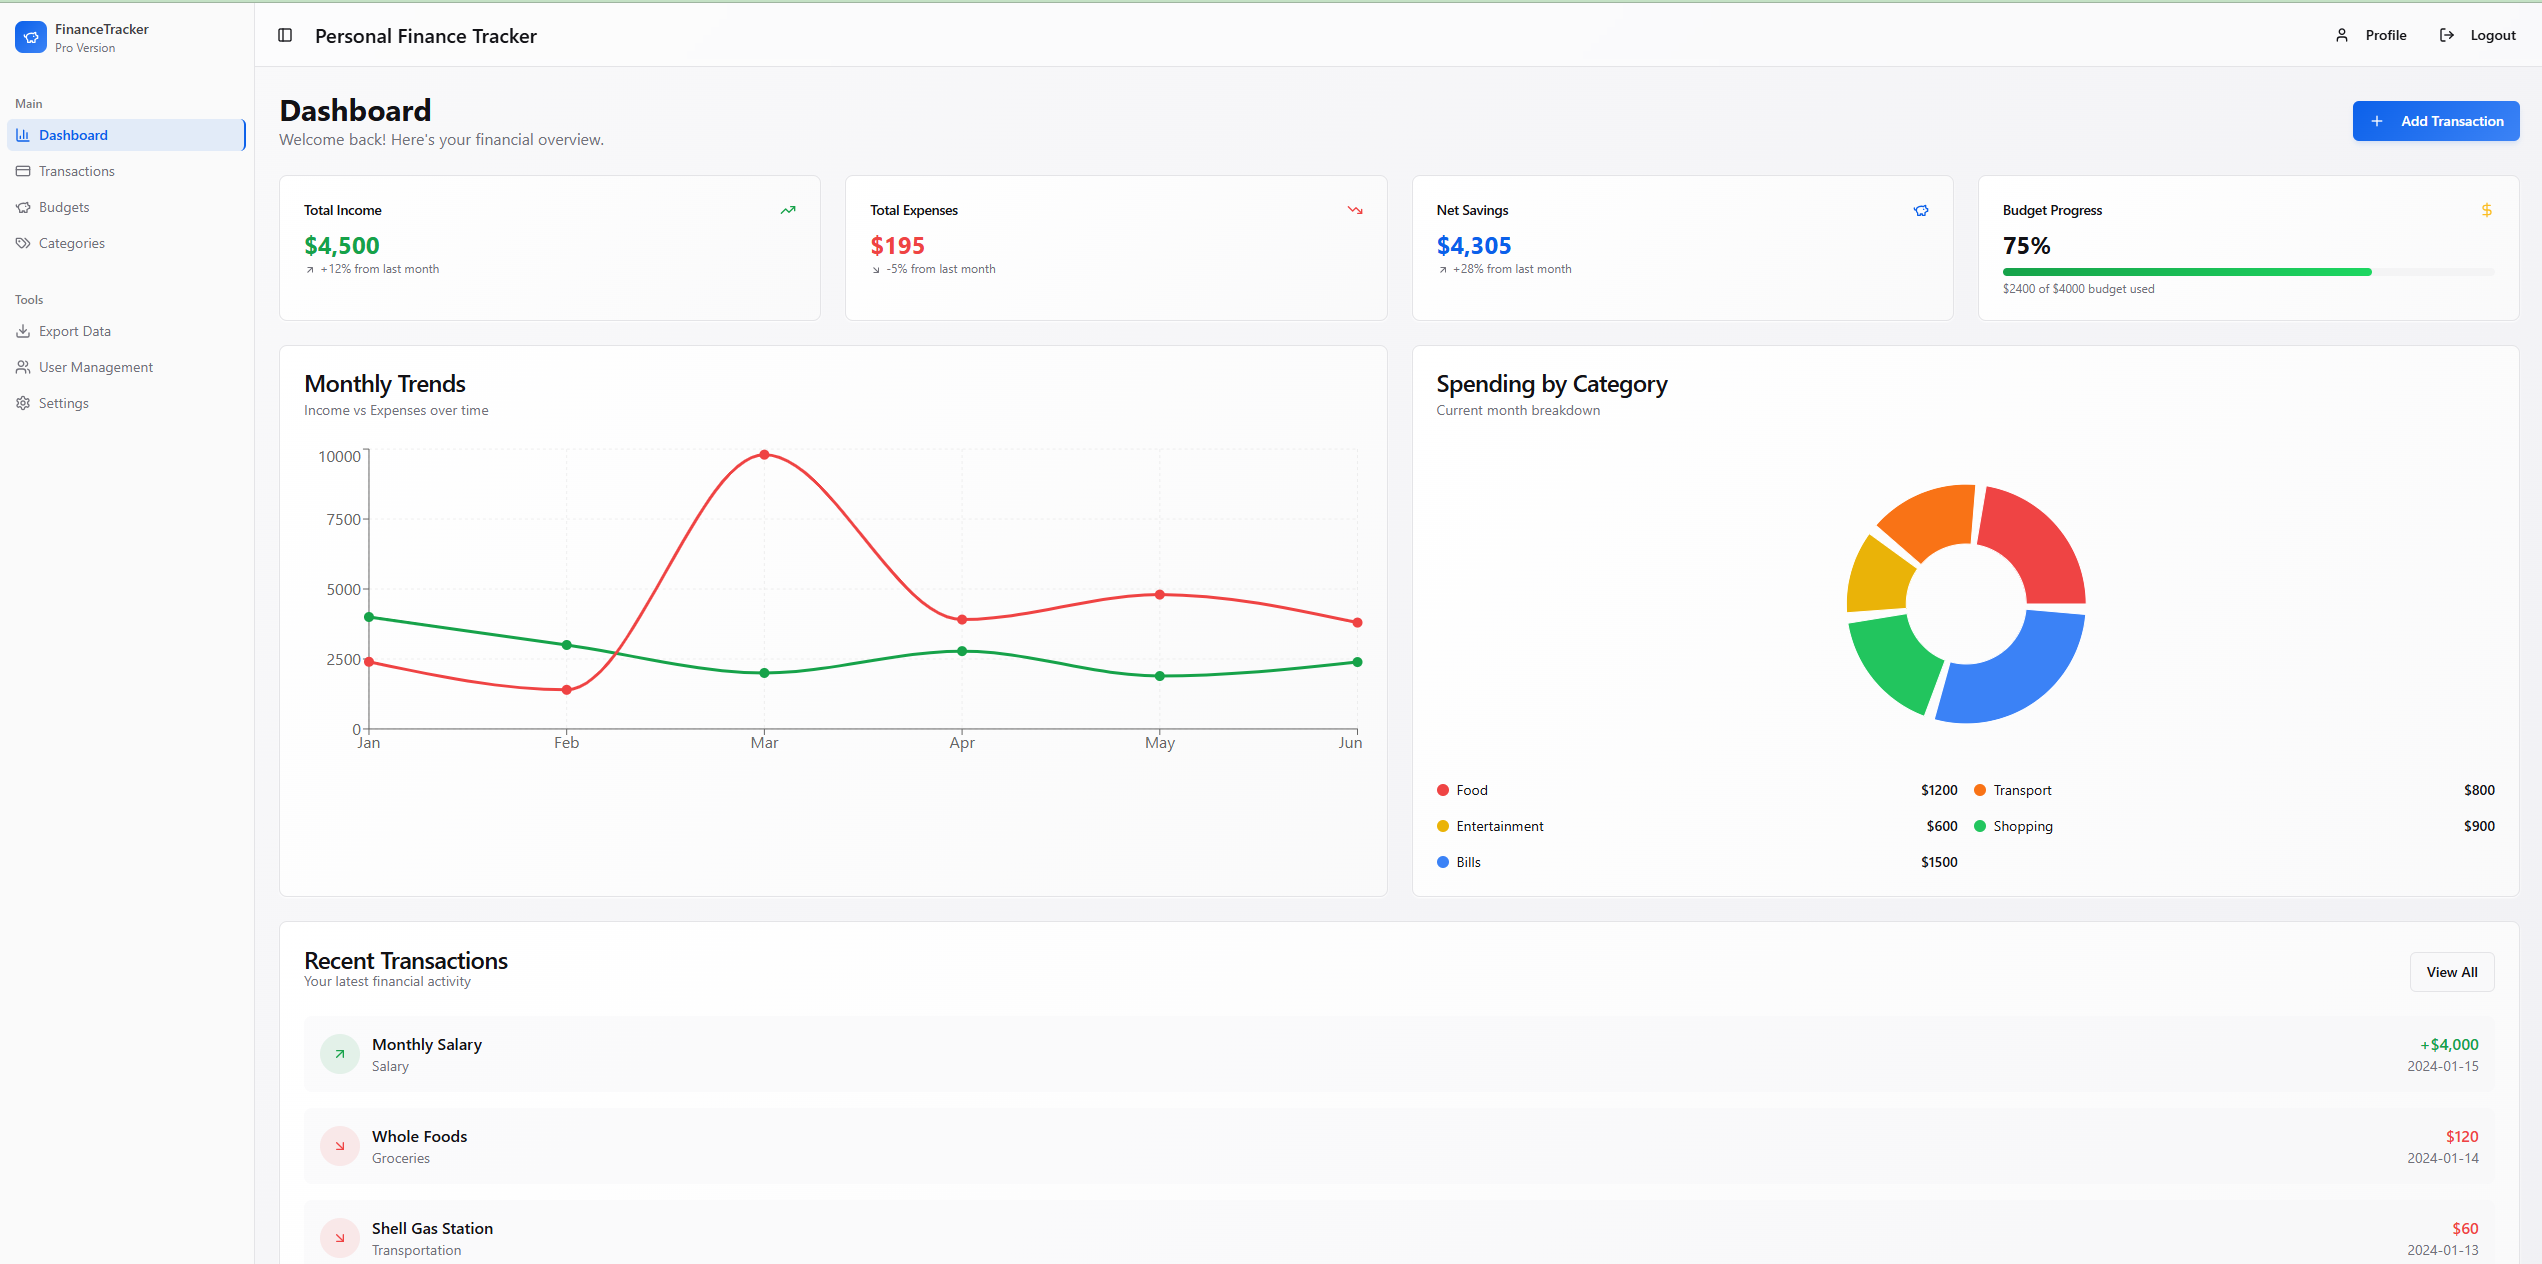 FinanceTracker
Pro Version
Main
Dashboard
Transactions
Budgets
Categories
Tools
Export Data
User Management
Settings
Personal Finance Tracker
Profile
Logout
Dashboard
Welcome back! Here's your financial overview.
Add Transaction
Total Income
$4,500
+12% from last month
Total Expenses
$195
-5% from last month
Net Savings
$4,305
+28% from last month
Budget Progress
75%
$2400 of $4000 budget used
Monthly Trends
Income vs Expenses over time
10000
7500
5000
2500
0
Jan Feb Mar Apr May Jun
Spending by Category
Current month breakdown
Food $1200 Transport $800
Entertainment $600 Shopping $900
Bills $1500
Recent Transactions
Your latest financial activity
View All
Monthly Salary +$4,000
Salary 2024-01-15
Whole Foods $120
Groceries 2024-01-14
Shell Gas Station $60
Transportation 2024-01-13